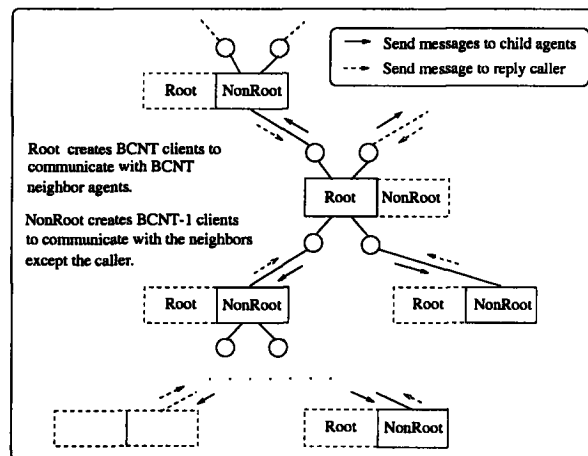 Send messages to child agents
Send message to reply caller
Root NonRoot
Root creates BCNT clients to
communicate with BCNT
neighbor agents.
Root NonRoot
NonRoot creates BCNT-1 clients
to communicate with the neighbors
except the caller.
Root NonRoot
Root NonRoot
Root NonRoot